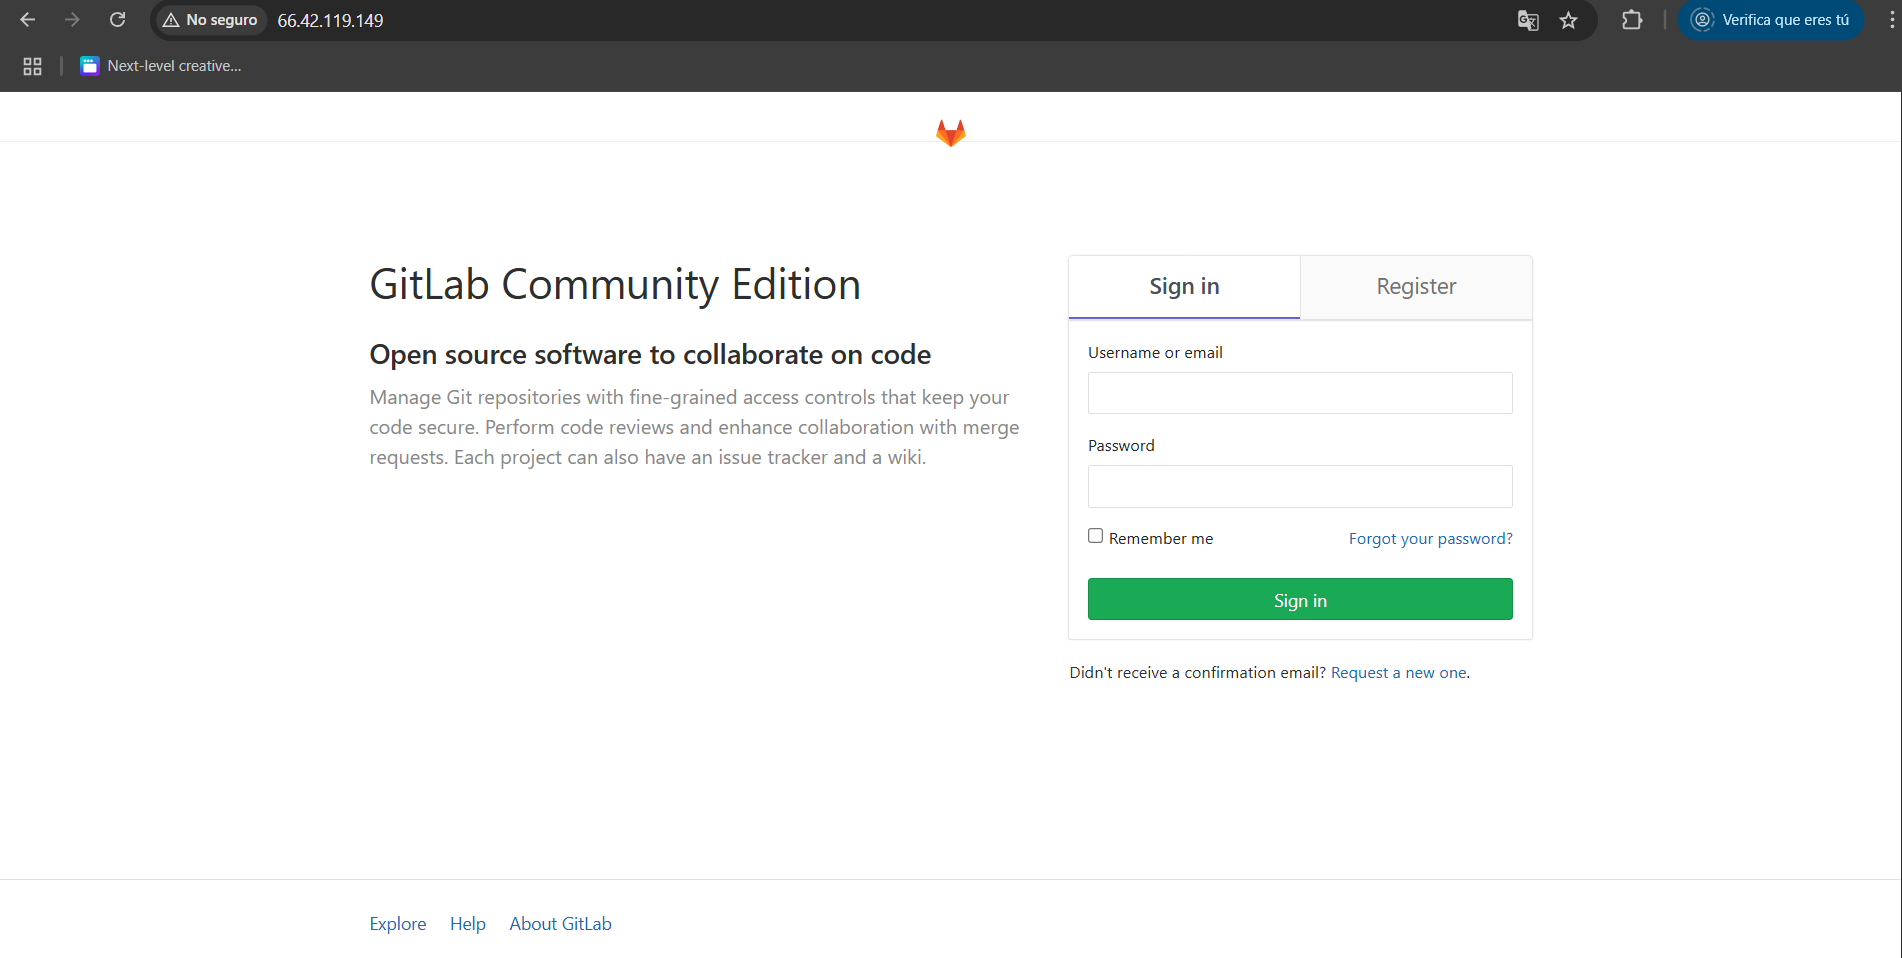 No seguro
66.42.119.149
Verifica que eres tú
Next-level creative...
GitLab Community Edition
Open source software to collaborate on code
Manage Git repositories with fine-grained access controls that keep your
code secure. Perform code reviews and enhance collaboration with merge
requests. Each project can also have an issue tracker and a wiki.
Sign in
Register
Username or email
Password
Remember me
Forgot your password?
Sign in
Didn't receive a confirmation email? Request a new one.
Explore
Help
About GitLab